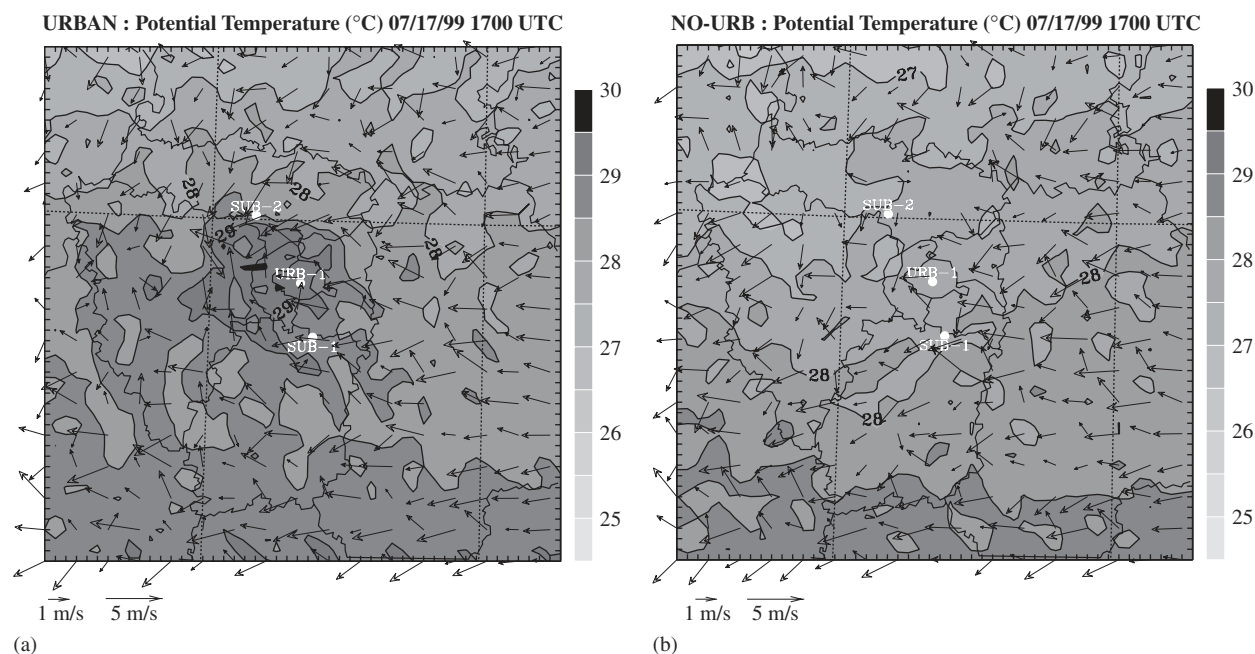 URBAN : Potential Temperature (°C) 07/17/99 1700 UTC
28
28
SUB-2
29
28
URB-1
29
SUB-1
30
29
28
27
26
25
1 m/s
5 m/s
(a)
NO-URB : Potential Temperature (°C) 07/17/99 1700 UTC
27
SUB-2
URB-1
28
SUB-1
28
28
30
29
28
27
26
25
1 m/s
5 m/s
(b)